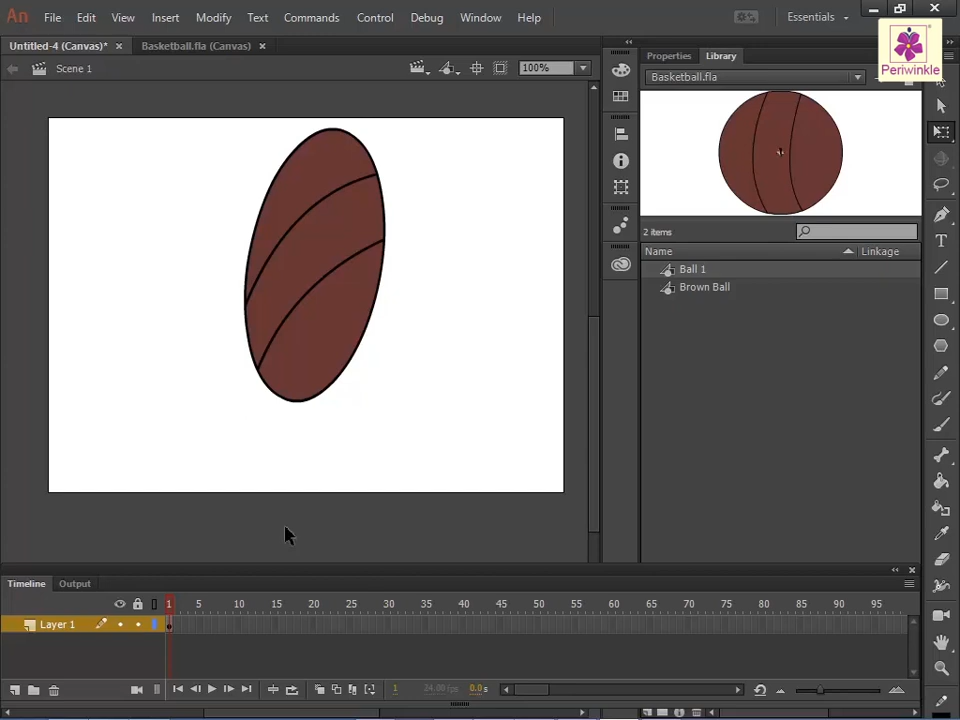 An File Edit View Insert Modify Text Commands Control Debug Window Help Essentials
Untitled-4 (Canvas)* × Basketball.fla (Canvas) ×
Properties Library
Periwinkle
Scene 1 100%
Basketball.fla
2 items
Name Linkage
Ball 1
Brown Ball
Timeline Output
1 5 10 15 20 25 30 35 40 45 50 55 60 65 70 75 80 85 90 95
Layer 1
1 24.00 fps 0.0 s